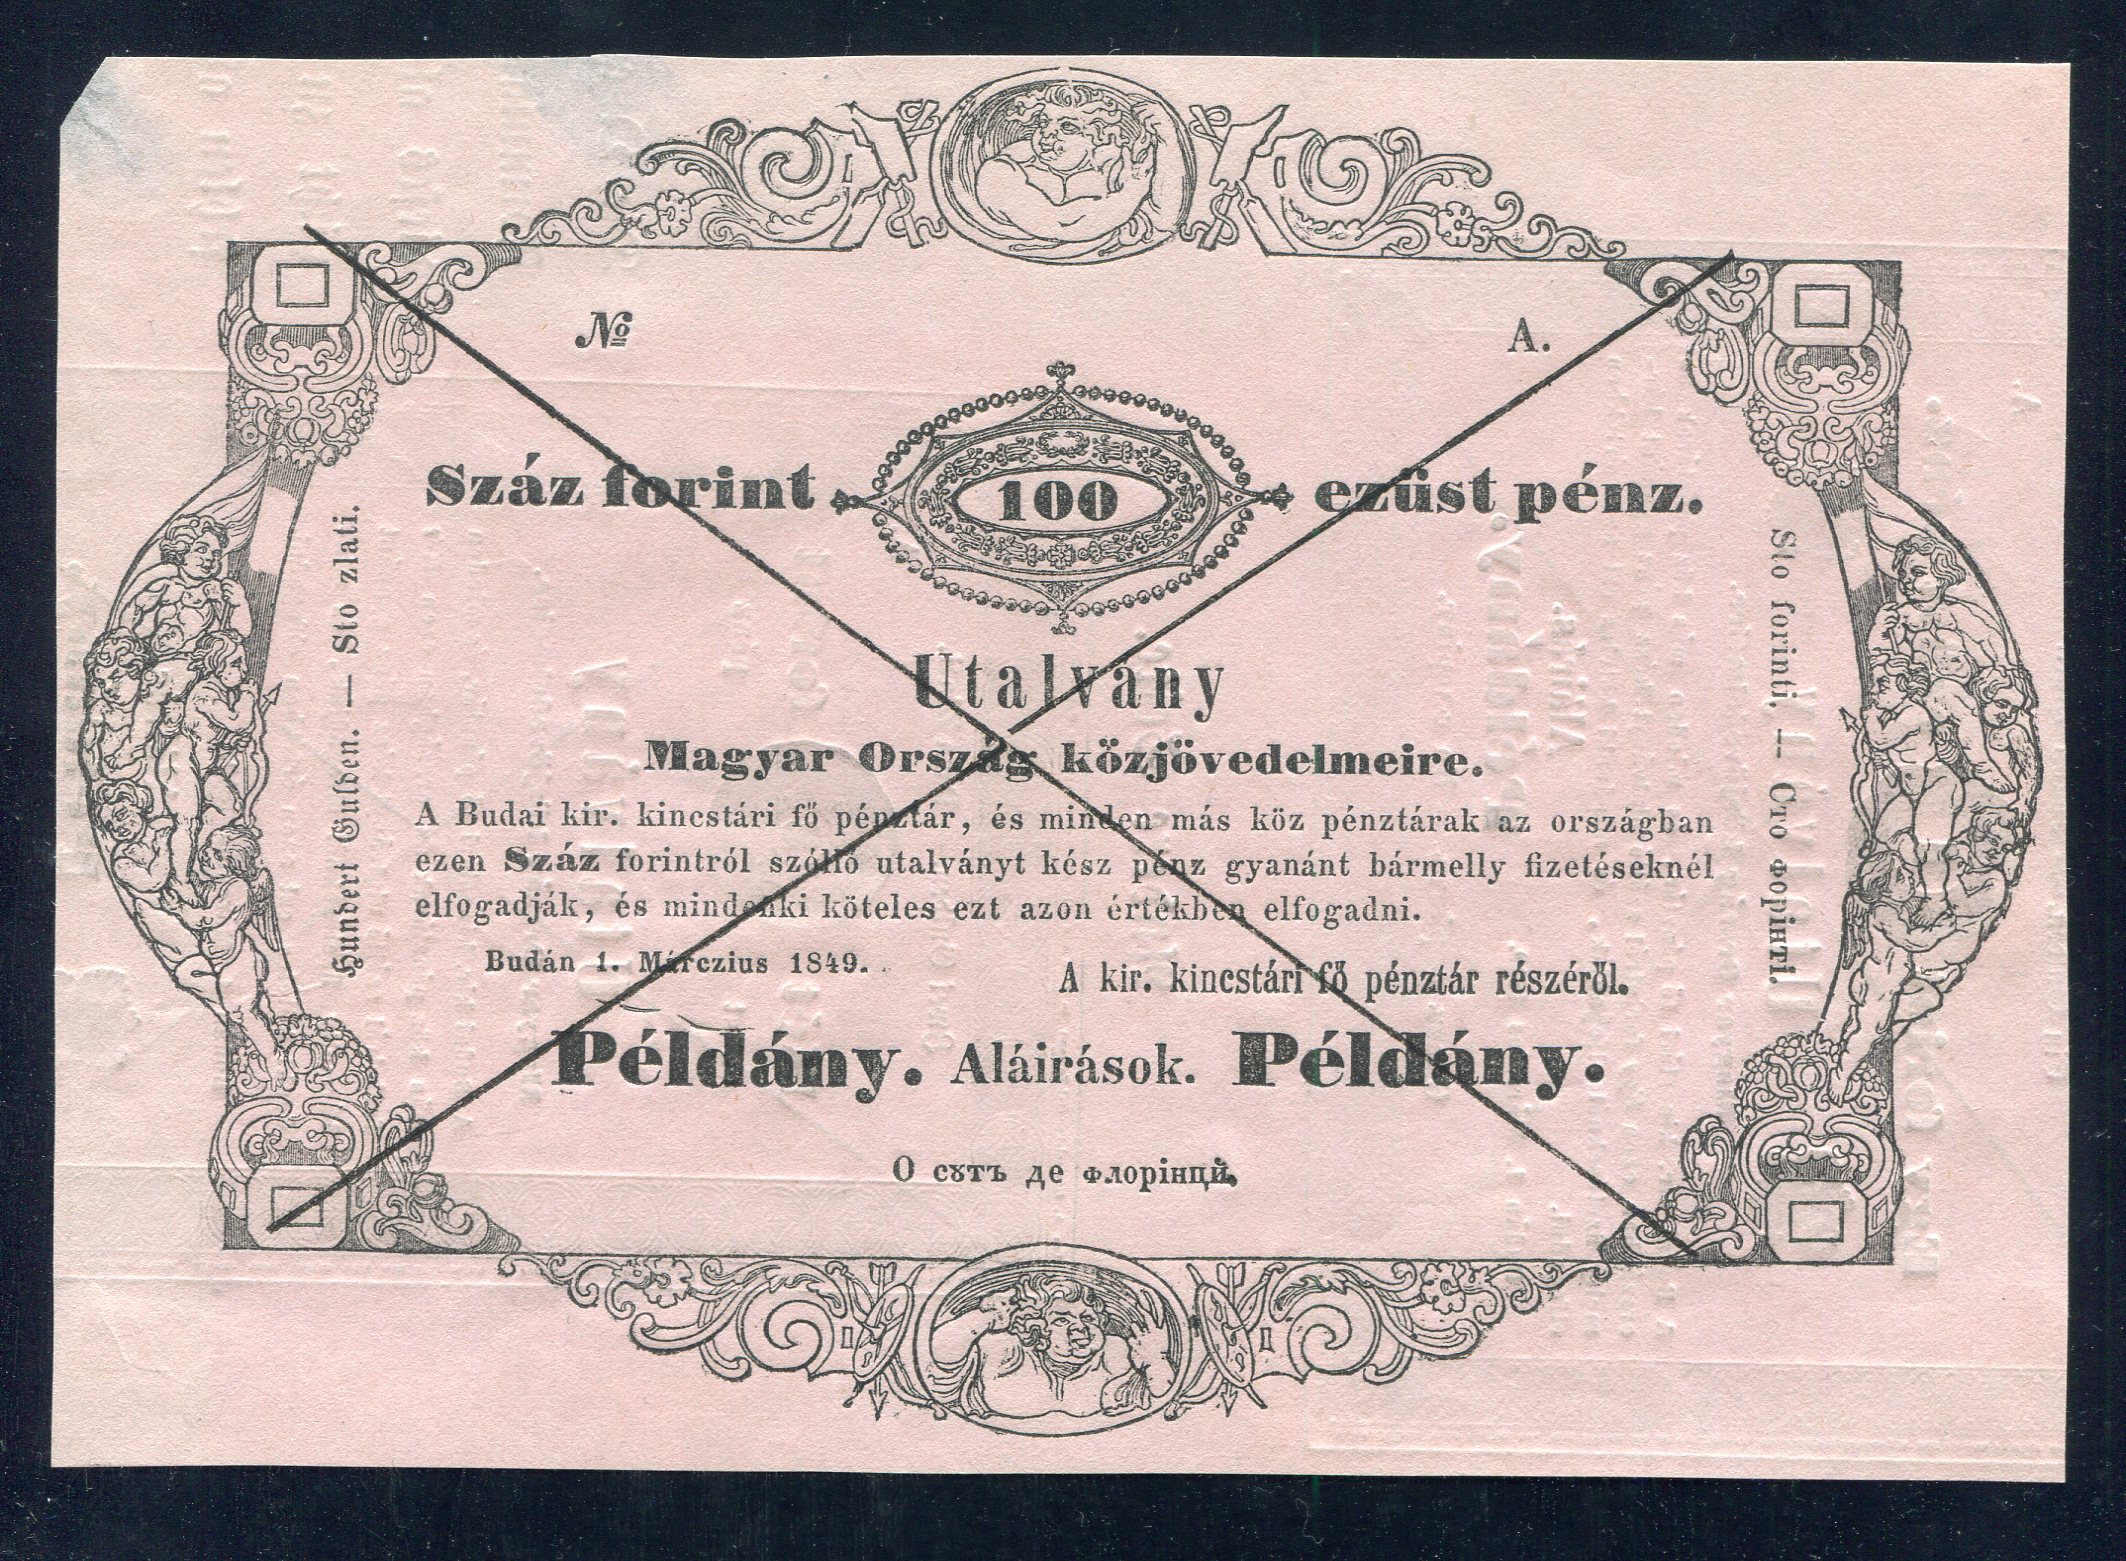 № A.
Száz forint 100 ezüst pénz.
Utalvány
Magyar Ország közjövedelmeire.
A Budai kir. kincstári fő pénztár, és minden más köz pénztárak az országban
ezen Száz forintról szólló utalványt kész pénz gyanánt bármelly fizetéseknél
elfogadják, és mindenki köteles ezt azon értékben elfogadni.
Budán 1. Márczius 1849.
A kir. kincstári fő pénztár részéről.
Példány. Aláirások. Példány.
О сꙋтъ де флорінцй.
Hundert Gulden. — Sto zlati.
Sto forinti, — Сто форінтi.